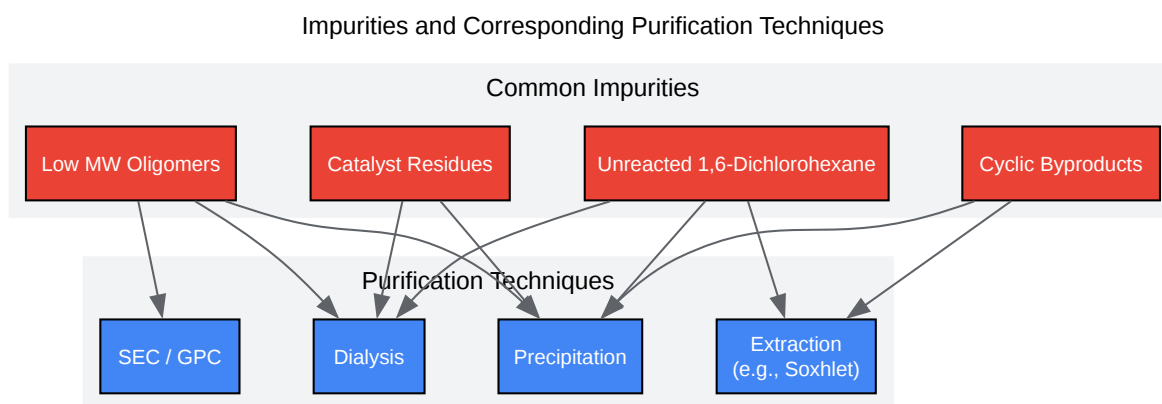 Impurities and Corresponding Purification Techniques
Common Impurities
Low MW Oligomers
Catalyst Residues
Unreacted 1,6-Dichlorohexane
Cyclic Byproducts
Purification Techniques
SEC / GPC
Dialysis
Precipitation
Extraction
(e.g., Soxhlet)